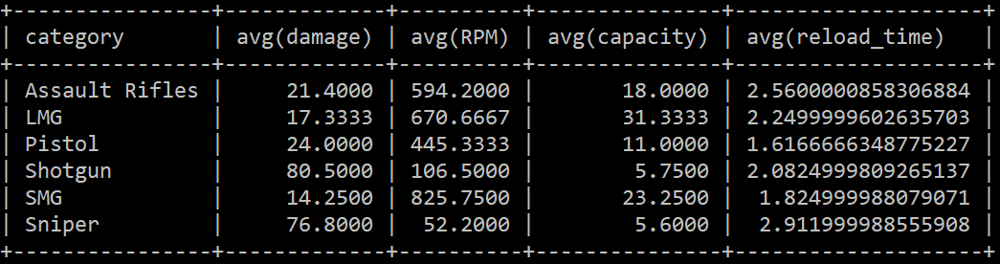 +----------------+-------------+----------+---------------+--------------------+
| category       | avg(damage) | avg(RPM) | avg(capacity) | avg(reload_time)   |
+----------------+-------------+----------+---------------+--------------------+
| Assault Rifles |     21.4000 | 594.2000 |       18.0000 | 2.5600000858306884 |
| LMG            |     17.3333 | 670.6667 |       31.3333 | 2.2499999602635703 |
| Pistol         |     24.0000 | 445.3333 |       11.0000 | 1.6166666348775227 |
| Shotgun        |     80.5000 | 106.5000 |        5.7500 | 2.0824999809265137 |
| SMG            |     14.2500 | 825.7500 |       23.2500 |  1.824999988079071 |
| Sniper         |     76.8000 |  52.2000 |        5.6000 |  2.911999988555908 |
+----------------+-------------+----------+---------------+--------------------+